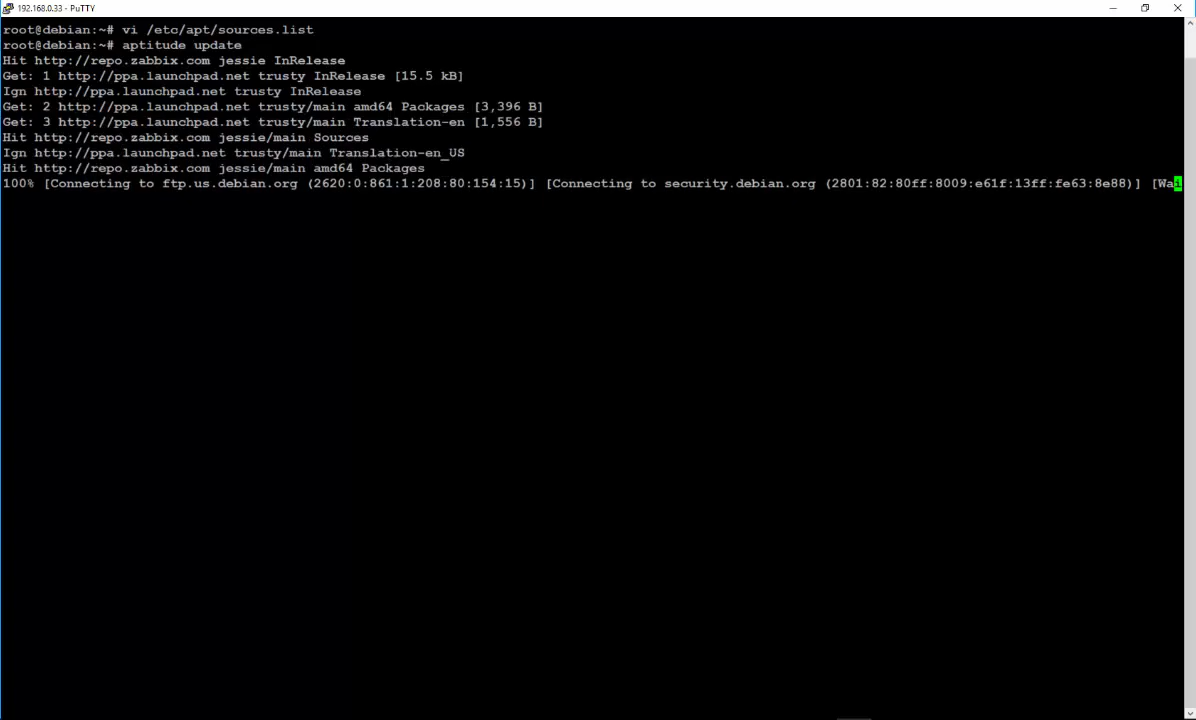 192.168.0.33 - PuTTY
root@debian:~# vi /etc/apt/sources.list
root@debian:~# aptitude update
Hit http://repo.zabbix.com jessie InRelease
Get: 1 http://ppa.launchpad.net trusty InRelease [15.5 kB]
Ign http://ppa.launchpad.net trusty InRelease
Get: 2 http://ppa.launchpad.net trusty/main amd64 Packages [3,396 B]
Get: 3 http://ppa.launchpad.net trusty/main Translation-en [1,556 B]
Hit http://repo.zabbix.com jessie/main Sources
Ign http://ppa.launchpad.net trusty/main Translation-en_US
Hit http://repo.zabbix.com jessie/main amd64 Packages
100% [Connecting to ftp.us.debian.org (2620:0:861:1:208:80:154:15)] [Connecting to security.debian.org (2801:82:80ff:8009:e61f:13ff:fe63:8e88)] [Wai